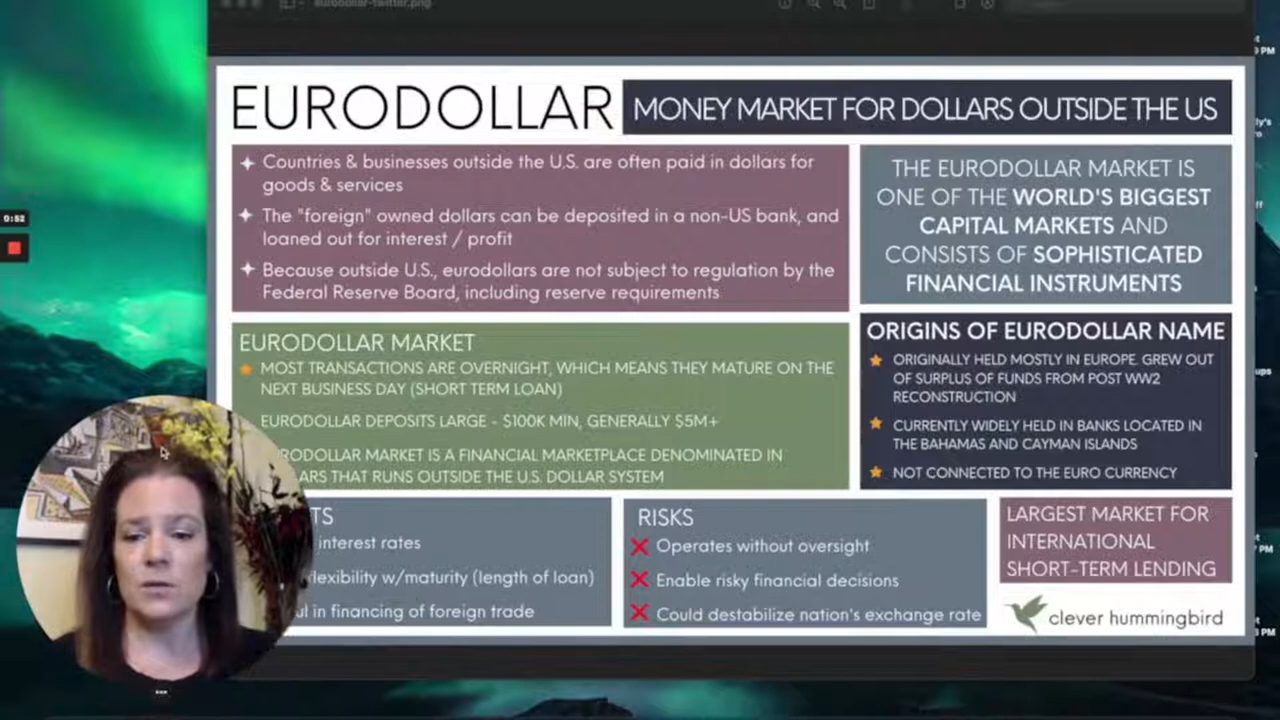 eurodollar-twitter.png
EURODOLLAR
MONEY MARKET FOR DOLLARS OUTSIDE THE US
Countries & businesses outside the U.S. are often paid in dollars for
goods & services
The "foreign" owned dollars can be deposited in a non-US bank, and
loaned out for interest / profit
Because outside U.S., eurodollars are not subject to regulation by the
Federal Reserve Board, including reserve requirements
THE EURODOLLAR MARKET IS
ONE OF THE WORLD'S BIGGEST
CAPITAL MARKETS AND
CONSISTS OF SOPHISTICATED
FINANCIAL INSTRUMENTS
EURODOLLAR MARKET
MOST TRANSACTIONS ARE OVERNIGHT, WHICH MEANS THEY MATURE ON THE
NEXT BUSINESS DAY (SHORT TERM LOAN)
EURODOLLAR DEPOSITS LARGE - $100K MIN, GENERALLY $5M+
RODOLLAR MARKET IS A FINANCIAL MARKETPLACE DENOMINATED IN
ARS THAT RUNS OUTSIDE THE U.S. DOLLAR SYSTEM
ORIGINS OF EURODOLLAR NAME
ORIGINALLY HELD MOSTLY IN EUROPE. GREW OUT
OF SURPLUS OF FUNDS FROM POST WW2
RECONSTRUCTION
CURRENTLY WIDELY HELD IN BANKS LOCATED IN
THE BAHAMAS AND CAYMAN ISLANDS
NOT CONNECTED TO THE EURO CURRENCY
TS
interest rates
lexibility w/maturity (length of loan)
ul in financing of foreign trade
RISKS
Operates without oversight
Enable risky financial decisions
Could destabilize nation's exchange rate
LARGEST MARKET FOR
INTERNATIONAL
SHORT-TERM LENDING
clever hummingbird
0:52